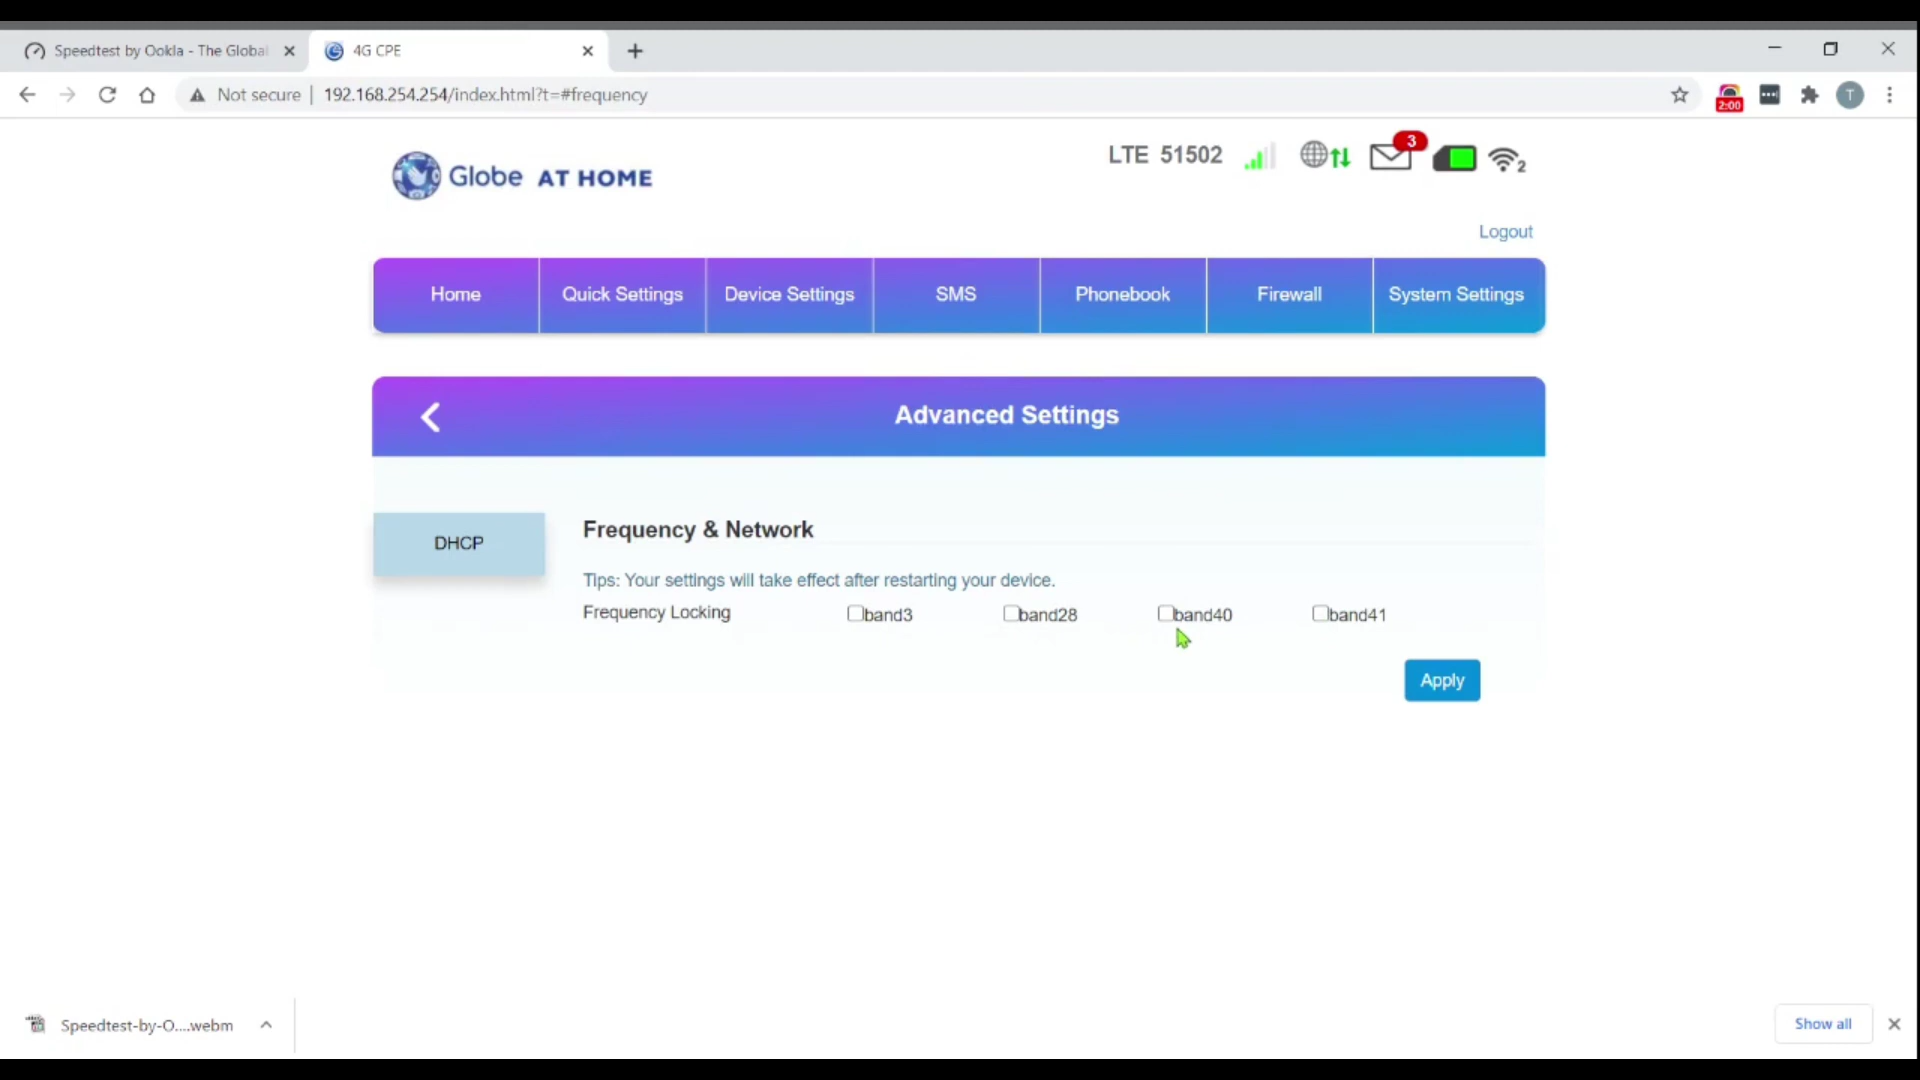 Speedtest by Ookla - The Global
4G CPE
Not secure | 192.168.254.254/index.html?t=#frequency
2:00
T
Globe AT HOME
LTE 51502
3
2
Logout
Home
Quick Settings
Device Settings
SMS
Phonebook
Firewall
System Settings
Advanced Settings
DHCP
Frequency & Network
Tips: Your settings will take effect after restarting your device.
Frequency Locking
band3
band28
band40
band41
Apply
Speedtest-by-O....webm
Show all